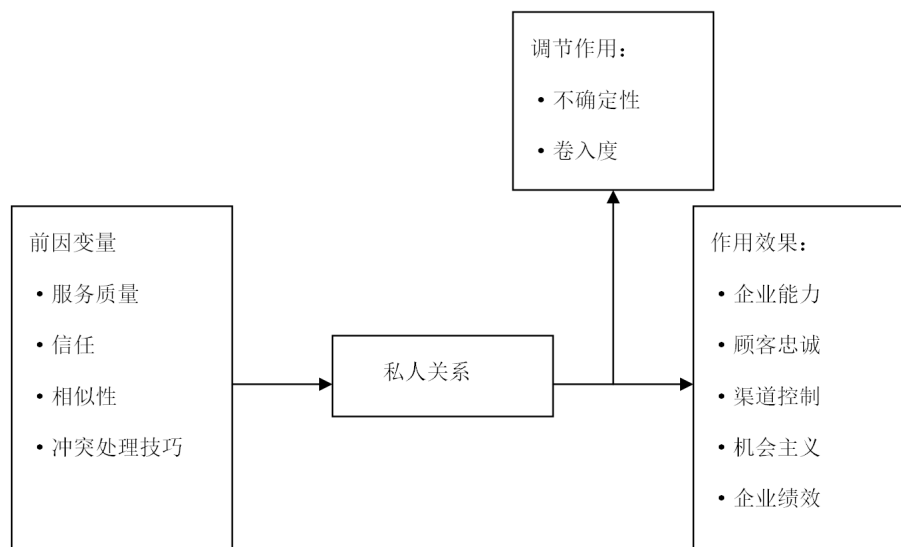 调节作用：
•不确定性
•卷入度
前因变量
•服务质量
•信任
•相似性
•冲突处理技巧
私人关系
作用效果：
•企业能力
•顾客忠诚
•渠道控制
•机会主义
•企业绩效